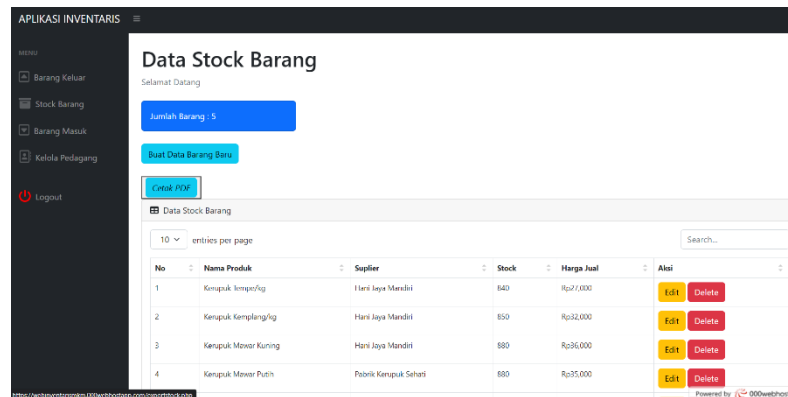 APLIKASI INVENTARIS
MENU
Barang Keluar
Stock Barang
Barang Masuk
Kelola Pedagang
Logout
Data Stock Barang
Selamat Datang
Jumlah Barang : 5
Buat Data Barang Baru
Cetak PDF
Data Stock Barang
10 entries per page Search...
No Nama Produk Suplier Stock Harga Jual Aksi
1 Kerupuk Tempe/kg Hani Jaya Mandiri 840 Rp27,000 Edit Delete
2 Kerupuk Kemplang/kg Hani Jaya Mandiri 850 Rp32,000 Edit Delete
3 Kerupuk Mawar Kuning Hani Jaya Mandiri 880 Rp36,000 Edit Delete
4 Kerupuk Mawar Putih Pabrik Kerupuk Sehati 880 Rp35,000 Edit Delete
Powered by 000webhost